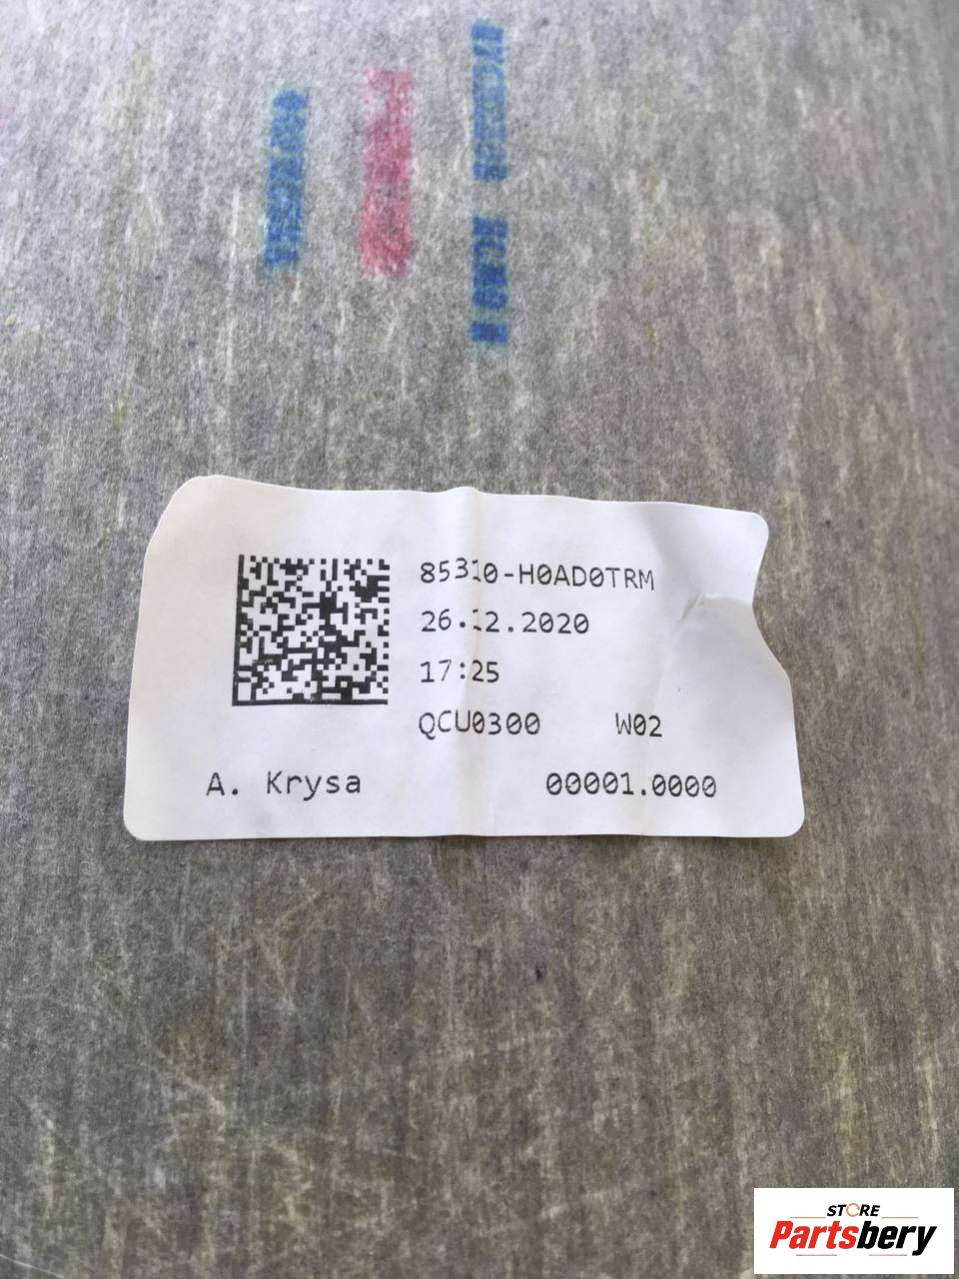 85310-H0AD0TRM
26.12.2020
17:25
QCU0300 W02
A. Krysa 00001.0000
STORE
Partsbery